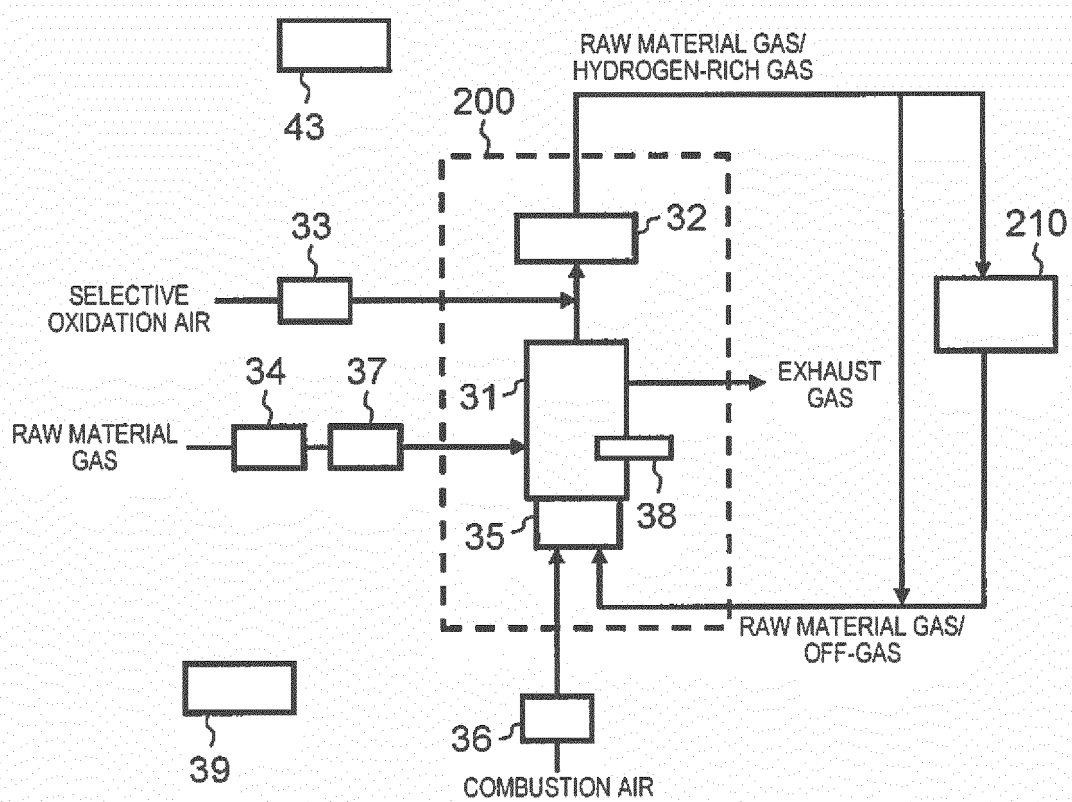 RAW MATERIAL GAS/
HYDROGEN-RICH GAS
43
200
32
33
210
SELECTIVE
OXIDATION AIR
34
37
31
EXHAUST
GAS
RAW MATERIAL
GAS
38
35
RAW MATERIAL GAS/
OFF-GAS
36
39
COMBUSTION AIR